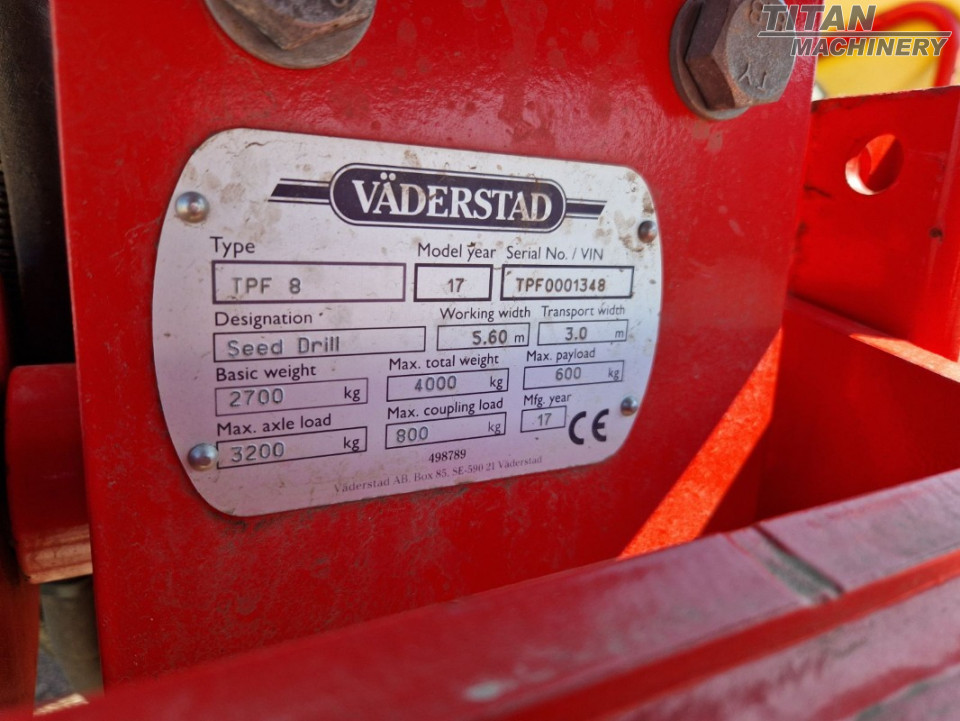 TITAN
MACHINERY
VÄDERSTAD
Type Model year Serial No. / VIN
TPF 8 17 TPF0001348
Designation Working width Transport width
Seed Drill 5.60 m 3.0 m
Basic weight Max. total weight Max. payload
2700 kg 4000 kg 600 kg
Max. axle load Max. coupling load Mfg. year
3200 kg 800 kg 17 CE
498789
Väderstad AB, Box 85, SE-590 21 Väderstad